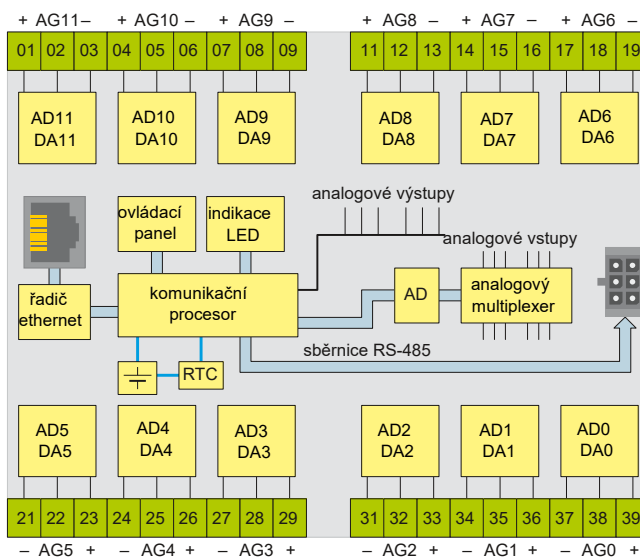 + AG11 – + AG10 – + AG9 – + AG8 – + AG7 – + AG6 –
01 02 03 04 05 06 07 08 09 11 12 13 14 15 16 17 18 19
AD11 AD10 AD9 AD8 AD7 AD6
DA11 DA10 DA9 DA8 DA7 DA6
analogové výstupy
ovládací
panel
indikace
LED
analogové vstupy
řadič
ethernet
komunikační
procesor
AD
analogový
multiplexer
sběrnice RS-485
RTC
AD5 AD4 AD3 AD2 AD1 AD0
DA5 DA4 DA3 DA2 DA1 DA0
21 22 23 24 25 26 27 28 29 31 32 33 34 35 36 37 38 39
– AG5 + – AG4 + – AG3 + – AG2 + – AG1 + – AG0 +